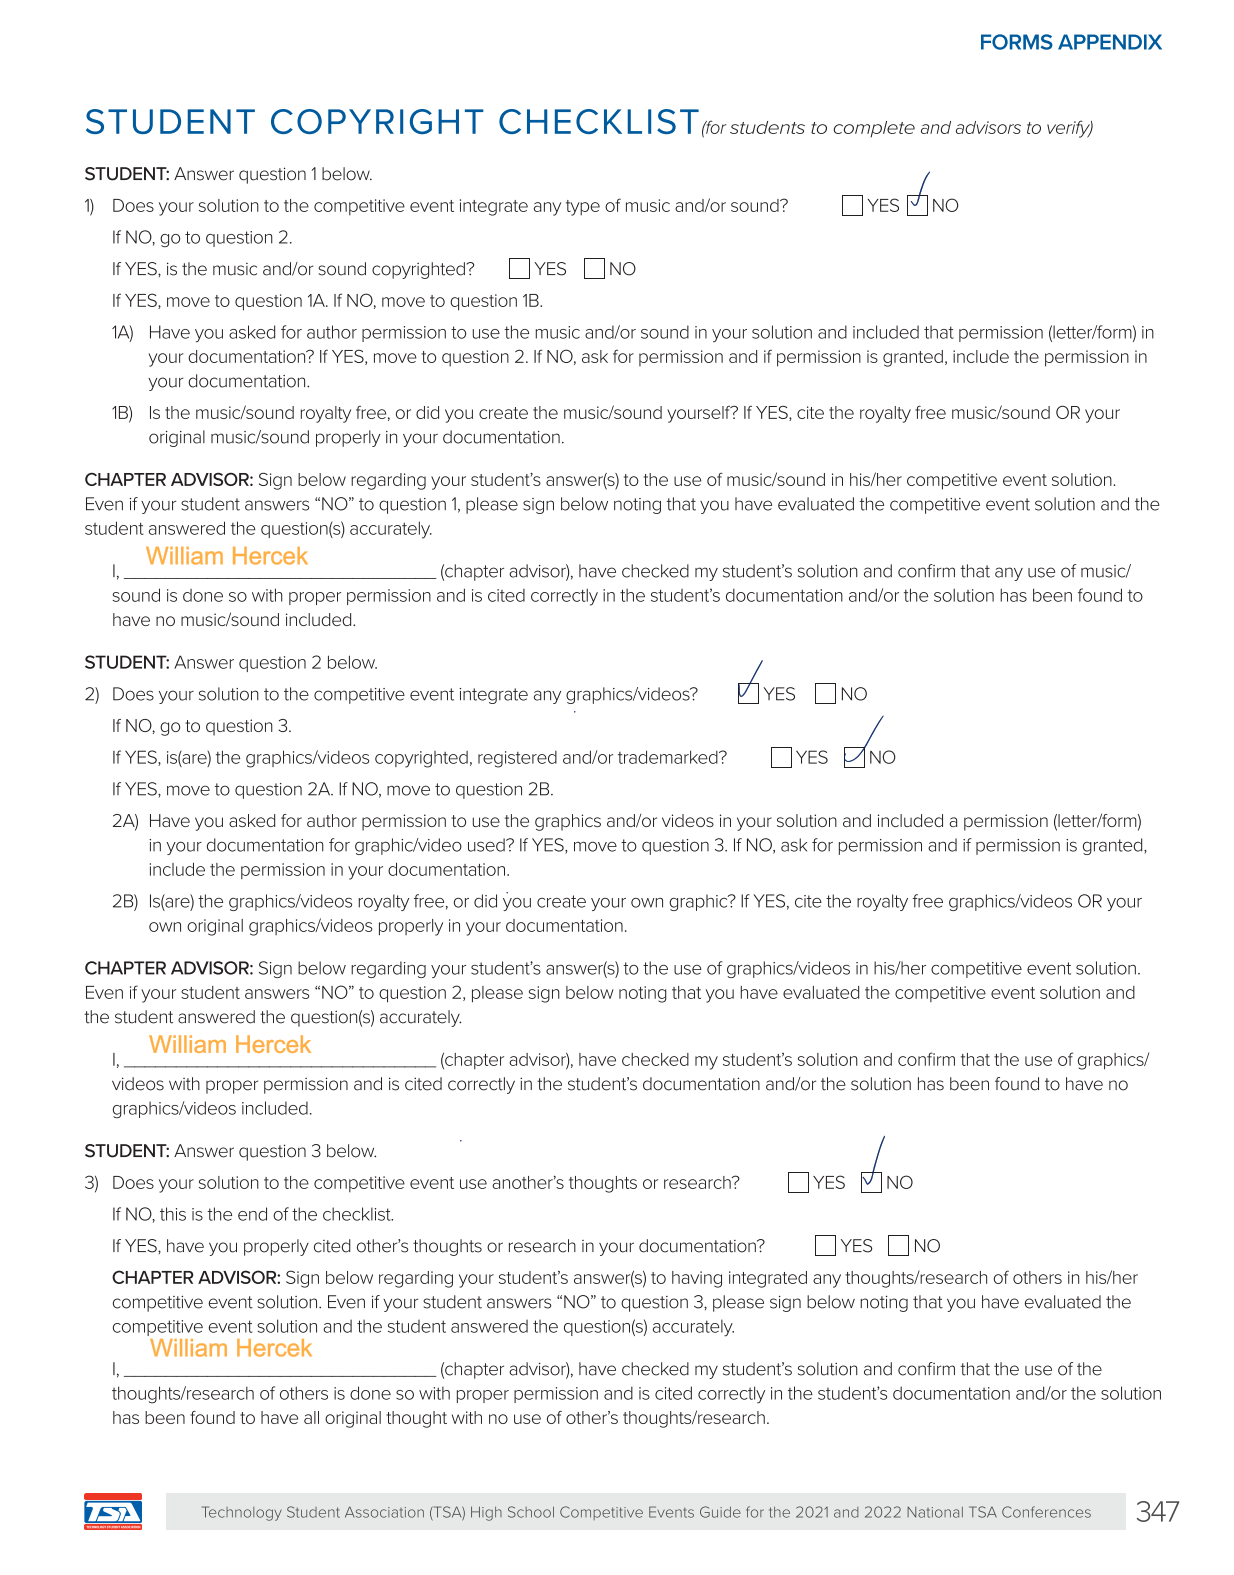 FORMS APPENDIX
STUDENT COPYRIGHT CHECKLIST (for students to complete and advisors to verify)
STUDENT: Answer question 1 below.
1) Does your solution to the competitive event integrate any type of music and/or sound? YES NO
If NO, go to question 2.
If YES, is the music and/or sound copyrighted? YES NO
If YES, move to question 1A. If NO, move to question 1B.
1A) Have you asked for author permission to use the music and/or sound in your solution and included that permission (letter/form) in
your documentation? If YES, move to question 2. If NO, ask for permission and if permission is granted, include the permission in
your documentation.
1B) Is the music/sound royalty free, or did you create the music/sound yourself? If YES, cite the royalty free music/sound OR your
original music/sound properly in your documentation.
CHAPTER ADVISOR: Sign below regarding your student's answer(s) to the use of music/sound in his/her competitive event solution.
Even if your student answers “NO” to question 1, please sign below noting that you have evaluated the competitive event solution and the
student answered the question(s) accurately.
I, William Hercek (chapter advisor), have checked my student's solution and confirm that any use of music/
sound is done so with proper permission and is cited correctly in the student's documentation and/or the solution has been found to
have no music/sound included.
STUDENT: Answer question 2 below.
2) Does your solution to the competitive event integrate any graphics/videos? YES NO
If NO, go to question 3.
If YES, is(are) the graphics/videos copyrighted, registered and/or trademarked? YES NO
If YES, move to question 2A. If NO, move to question 2B.
2A) Have you asked for author permission to use the graphics and/or videos in your solution and included a permission (letter/form)
in your documentation for graphic/video used? If YES, move to question 3. If NO, ask for permission and if permission is granted,
include the permission in your documentation.
2B) Is(are) the graphics/videos royalty free, or did you create your own graphic? If YES, cite the royalty free graphics/videos OR your
own original graphics/videos properly in your documentation.
CHAPTER ADVISOR: Sign below regarding your student's answer(s) to the use of graphics/videos in his/her competitive event solution.
Even if your student answers “NO” to question 2, please sign below noting that you have evaluated the competitive event solution and
the student answered the question(s) accurately.
I, William Hercek (chapter advisor), have checked my student's solution and confirm that the use of graphics/
videos with proper permission and is cited correctly in the student's documentation and/or the solution has been found to have no
graphics/videos included.
STUDENT: Answer question 3 below.
3) Does your solution to the competitive event use another's thoughts or research? YES NO
If NO, this is the end of the checklist.
If YES, have you properly cited other's thoughts or research in your documentation? YES NO
CHAPTER ADVISOR: Sign below regarding your student's answer(s) to having integrated any thoughts/research of others in his/her
competitive event solution. Even if your student answers “NO” to question 3, please sign below noting that you have evaluated the
competitive event solution and the student answered the question(s) accurately.
I, William Hercek (chapter advisor), have checked my student's solution and confirm that the use of the
thoughts/research of others is done so with proper permission and is cited correctly in the student's documentation and/or the solution
has been found to have all original thought with no use of other's thoughts/research.
TSA
TECHNOLOGY STUDENT ASSOCIATION
Technology Student Association (TSA) High School Competitive Events Guide for the 2021 and 2022 National TSA Conferences 347